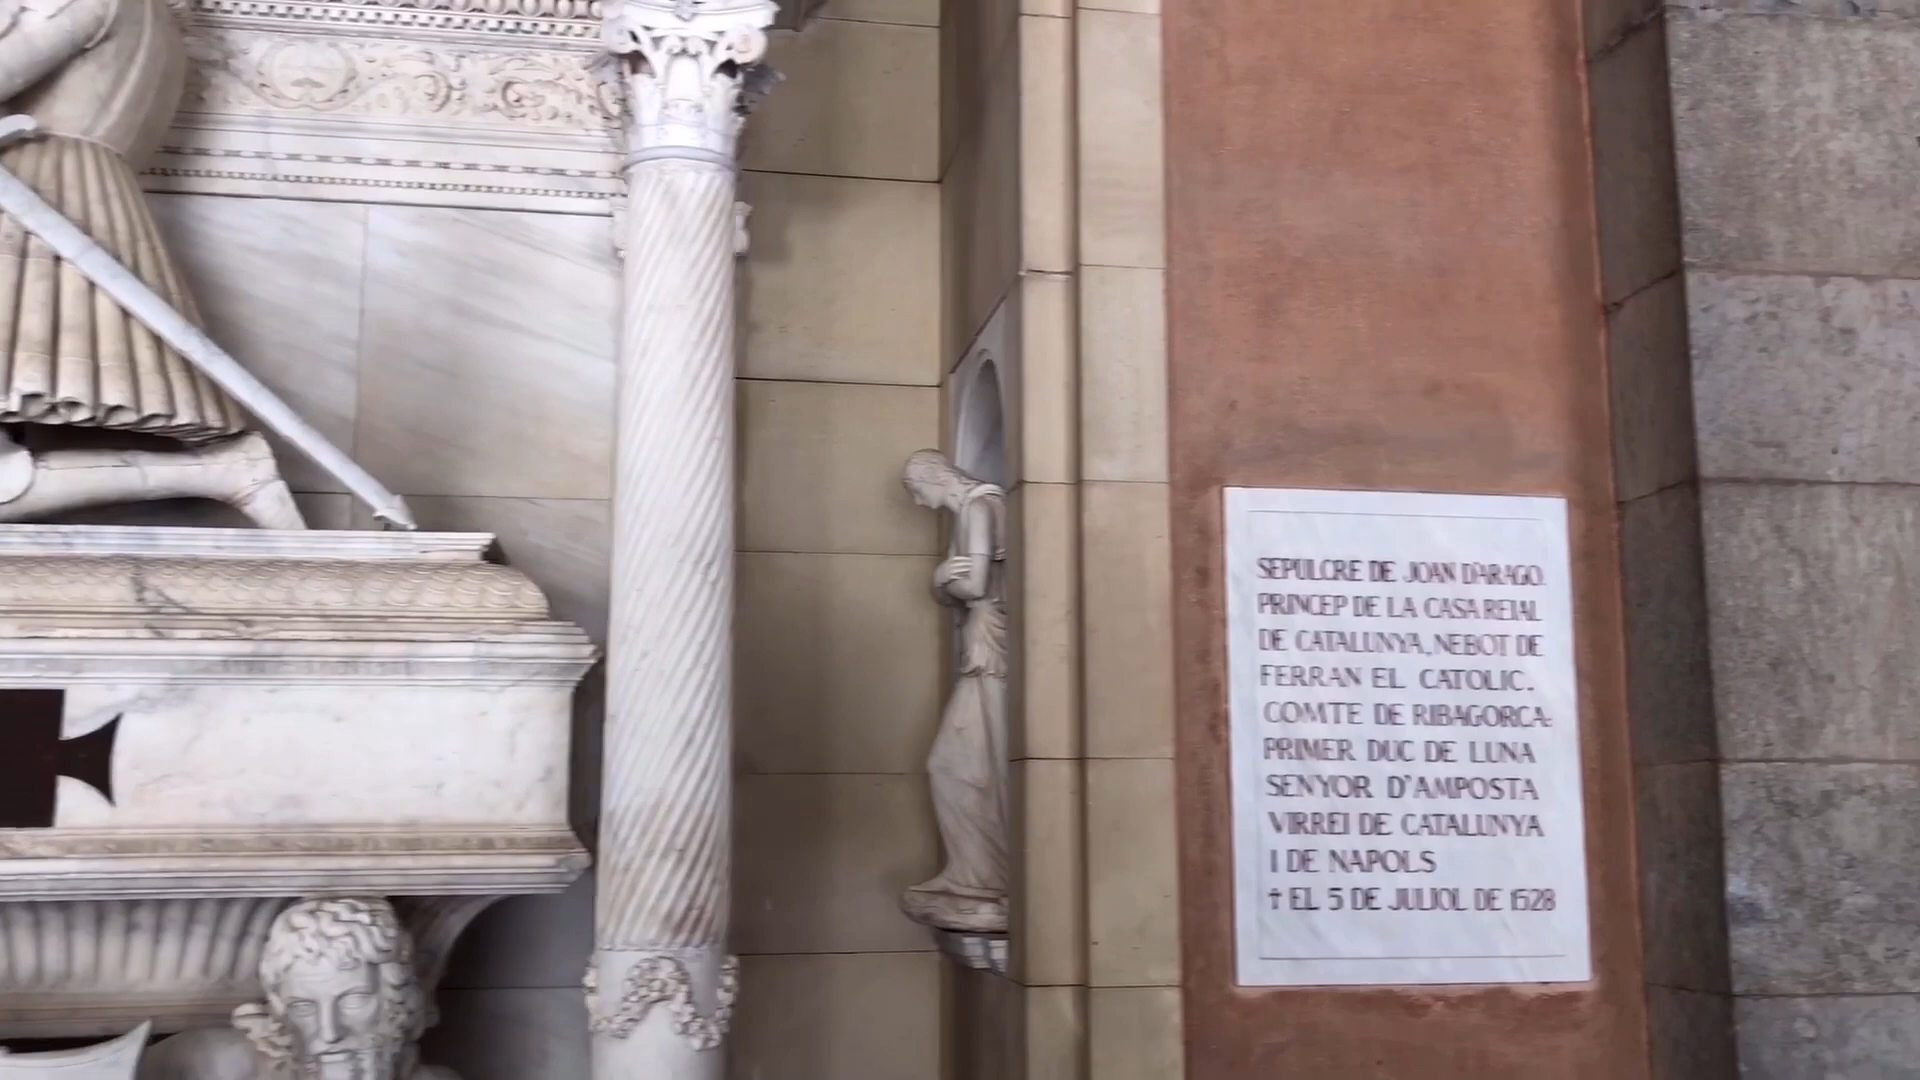 SEPULCRE DE JOAN D'ARAGO.
PRINCEP DE LA CASA REIAL
DE CATALUNYA, NEBOT DE
FERRAN EL CATOLIC.
COMTE DE RIBAGORCA:
PRIMER DUC DE LUNA
SENYOR D'AMPOSTA
VIRREI DE CATALUNYA
I DE NAPOLS
† EL 5 DE JULIOL DE 1528